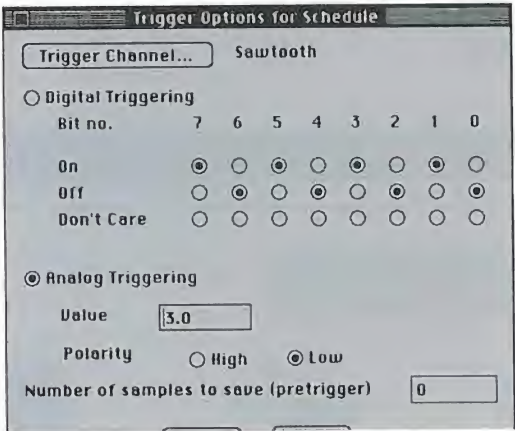 Trigger Options for Schedule
Trigger Channel... Sawtooth
Digital Triggering
Bit no. 7 6 5 4 3 2 1 0
On
Off
Don't Care
Analog Triggering
Value 3.0
Polarity High Low
Number of samples to save (pretrigger) 0